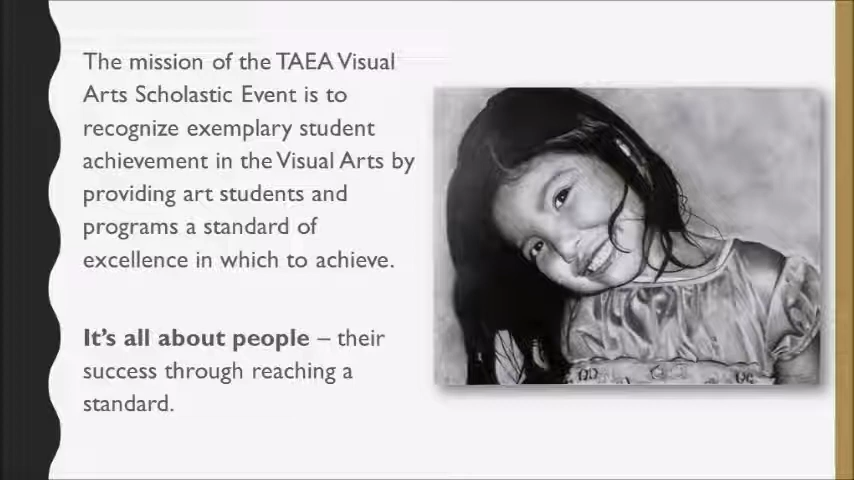 The mission of the TAEA Visual
Arts Scholastic Event is to
recognize exemplary student
achievement in the Visual Arts by
providing art students and
programs a standard of
excellence in which to achieve.
It's all about people – their
success through reaching a
standard.